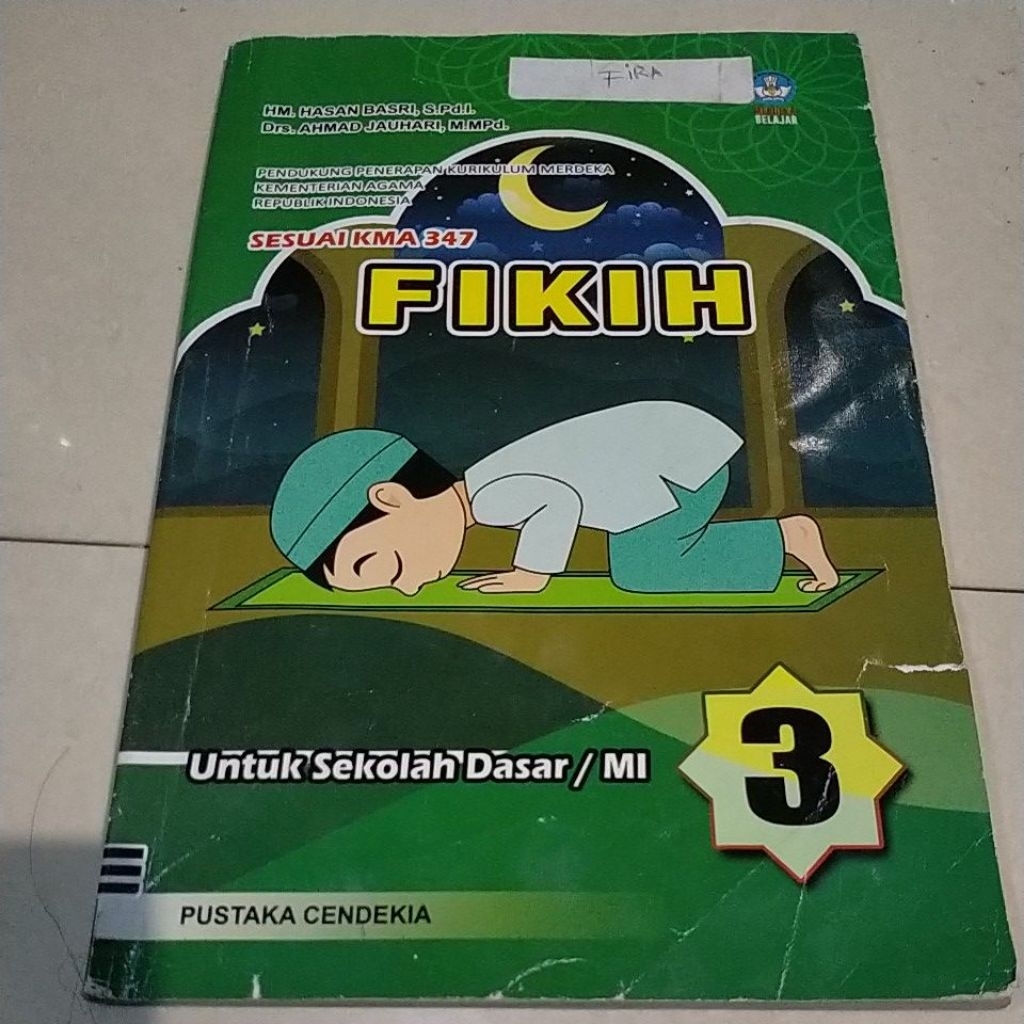 FIRA
HM. HASAN BASRI, S.Pd.I.
Drs. AHMAD JAUHARI, M.MPd.
BELAJAR
PENDUKUNG PENERAPAN KURIKULUM MERDEKA
KEMENTERIAN AGAMA
REPUBLIK INDONESIA
SESUAI KMA 347
FIKIH
Untuk Sekolah Dasar / MI
3
PUSTAKA CENDEKIA